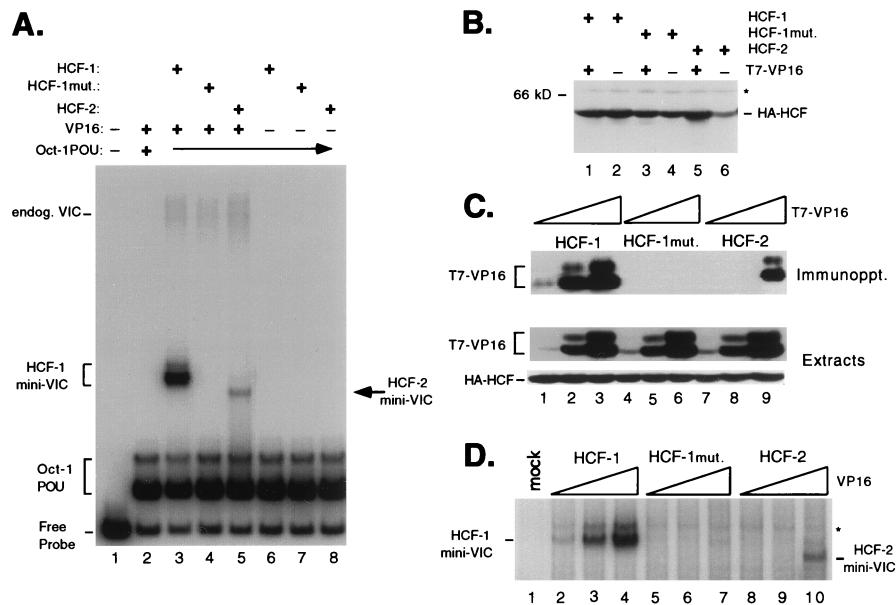 A.
HCF-1: + +
HCF-1mut.: + +
HCF-2: + +
VP16: – + + + + – – –
Oct-1POU: – +
endog. VIC –
HCF-1
mini-VIC
HCF-2
mini-VIC
Oct-1
POU
Free
Probe –
1 2 3 4 5 6 7 8
B.
+ + HCF-1
+ + HCF-1mut.
+ + HCF-2
+ – + – + – T7-VP16
66 kD – *
– HA-HCF
1 2 3 4 5 6
C.
T7-VP16
HCF-1 HCF-1mut. HCF-2
T7-VP16 Immunoppt.
T7-VP16 Extracts
HA-HCF –
1 2 3 4 5 6 7 8 9
D.
mock HCF-1 HCF-1mut. HCF-2
VP16
HCF-1 – *
mini-VIC – HCF-2
mini-VIC
1 2 3 4 5 6 7 8 9 10